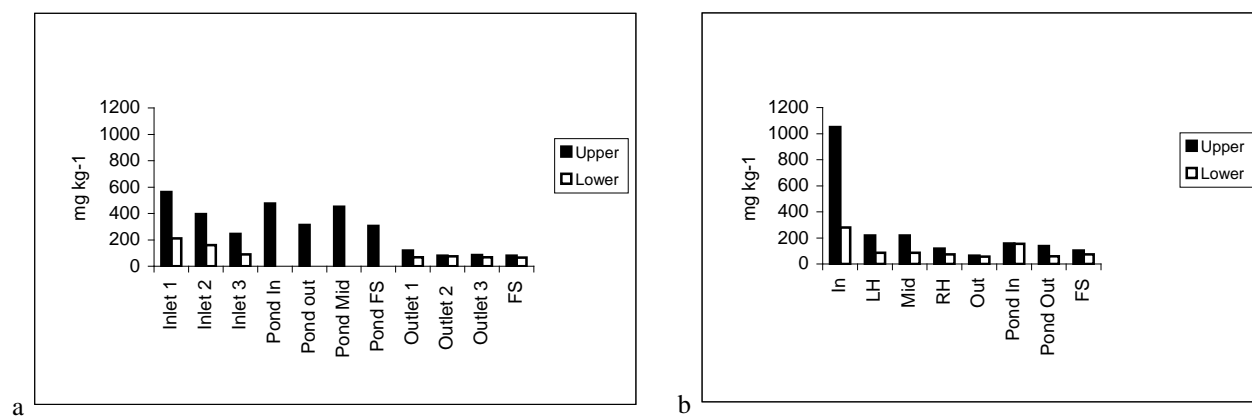 1200
1000
800
600
400
200
0
mg kg-1
Inlet 1
Inlet 2
Inlet 3
Pond In
Pond out
Pond Mid
Pond FS
Outlet 1
Outlet 2
Outlet 3
FS
Upper
Lower
a
1200
1000
800
600
400
200
0
mg kg-1
In
LH
Mid
RH
Out
Pond In
Pond Out
FS
Upper
Lower
b